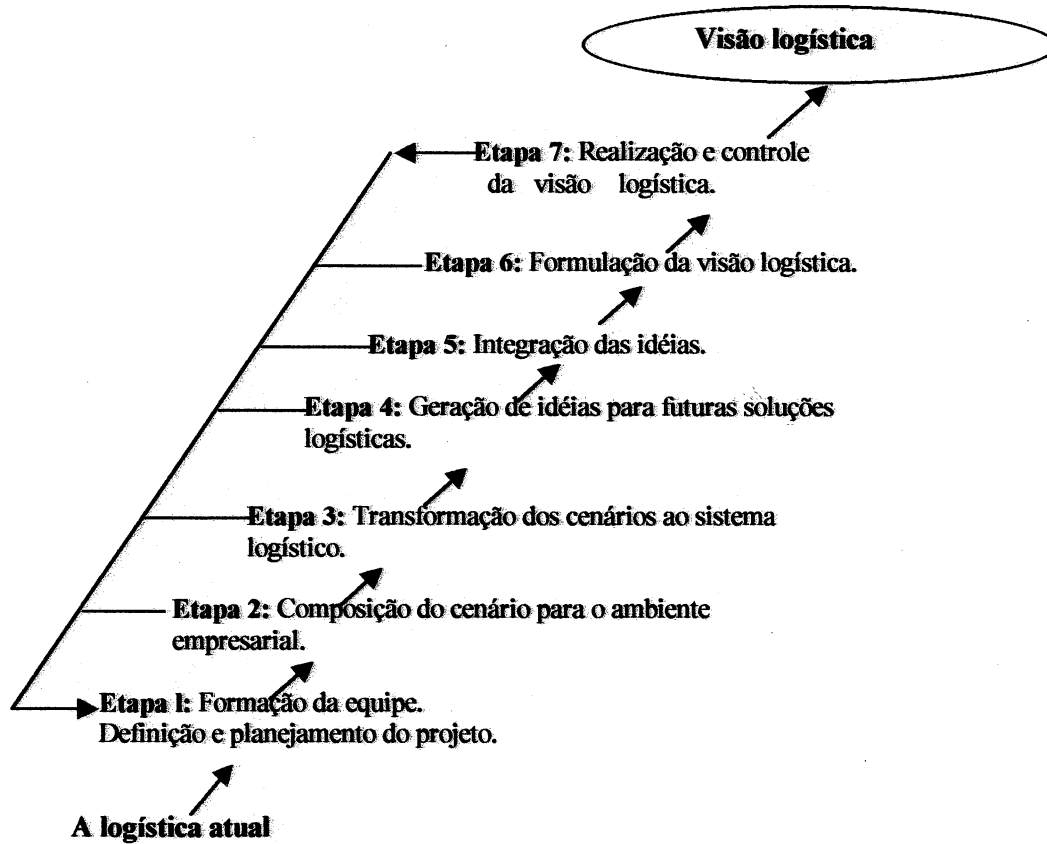 Visão logística
Etapa 7: Realização e controle
da visão logística.
Etapa 6: Formulação da visão logística.
Etapa 5: Integração das idéias.
Etapa 4: Geração de idéias para futuras soluções
logísticas.
Etapa 3: Transformação dos cenários ao sistema
logístico.
Etapa 2: Composição do cenário para o ambiente
empresarial.
Etapa l: Formação da equipe.
Definição e planejamento do projeto.
A logística atual